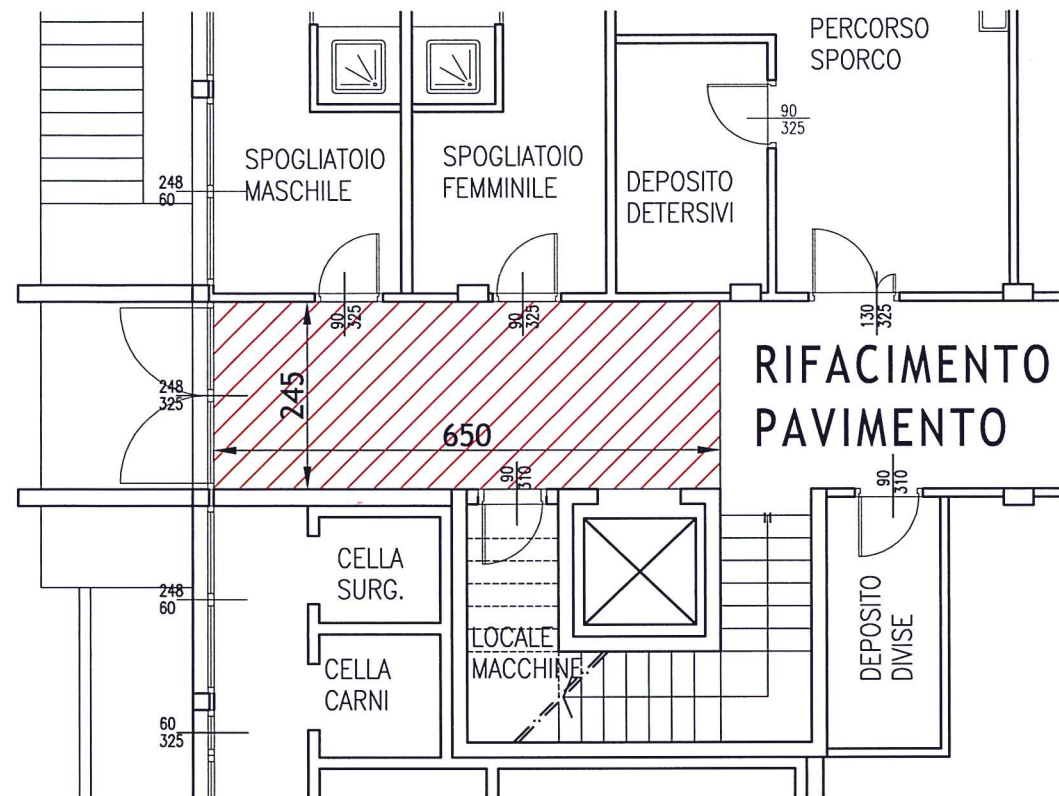 PERCORSO
SPORCO
90
325
SPOGLIATOIO
MASCHILE
SPOGLIATOIO
FEMMINILE
DEPOSITO
DETERSIVI
248
60
90
325
90
325
130
325
RIFACIMENTO
PAVIMENTO
248
325
245
650
90
310
90
310
CELLA
SURG.
248
60
LOCALE
MACCHINE
DEPOSITO
DIVISE
CELLA
CARNI
60
325